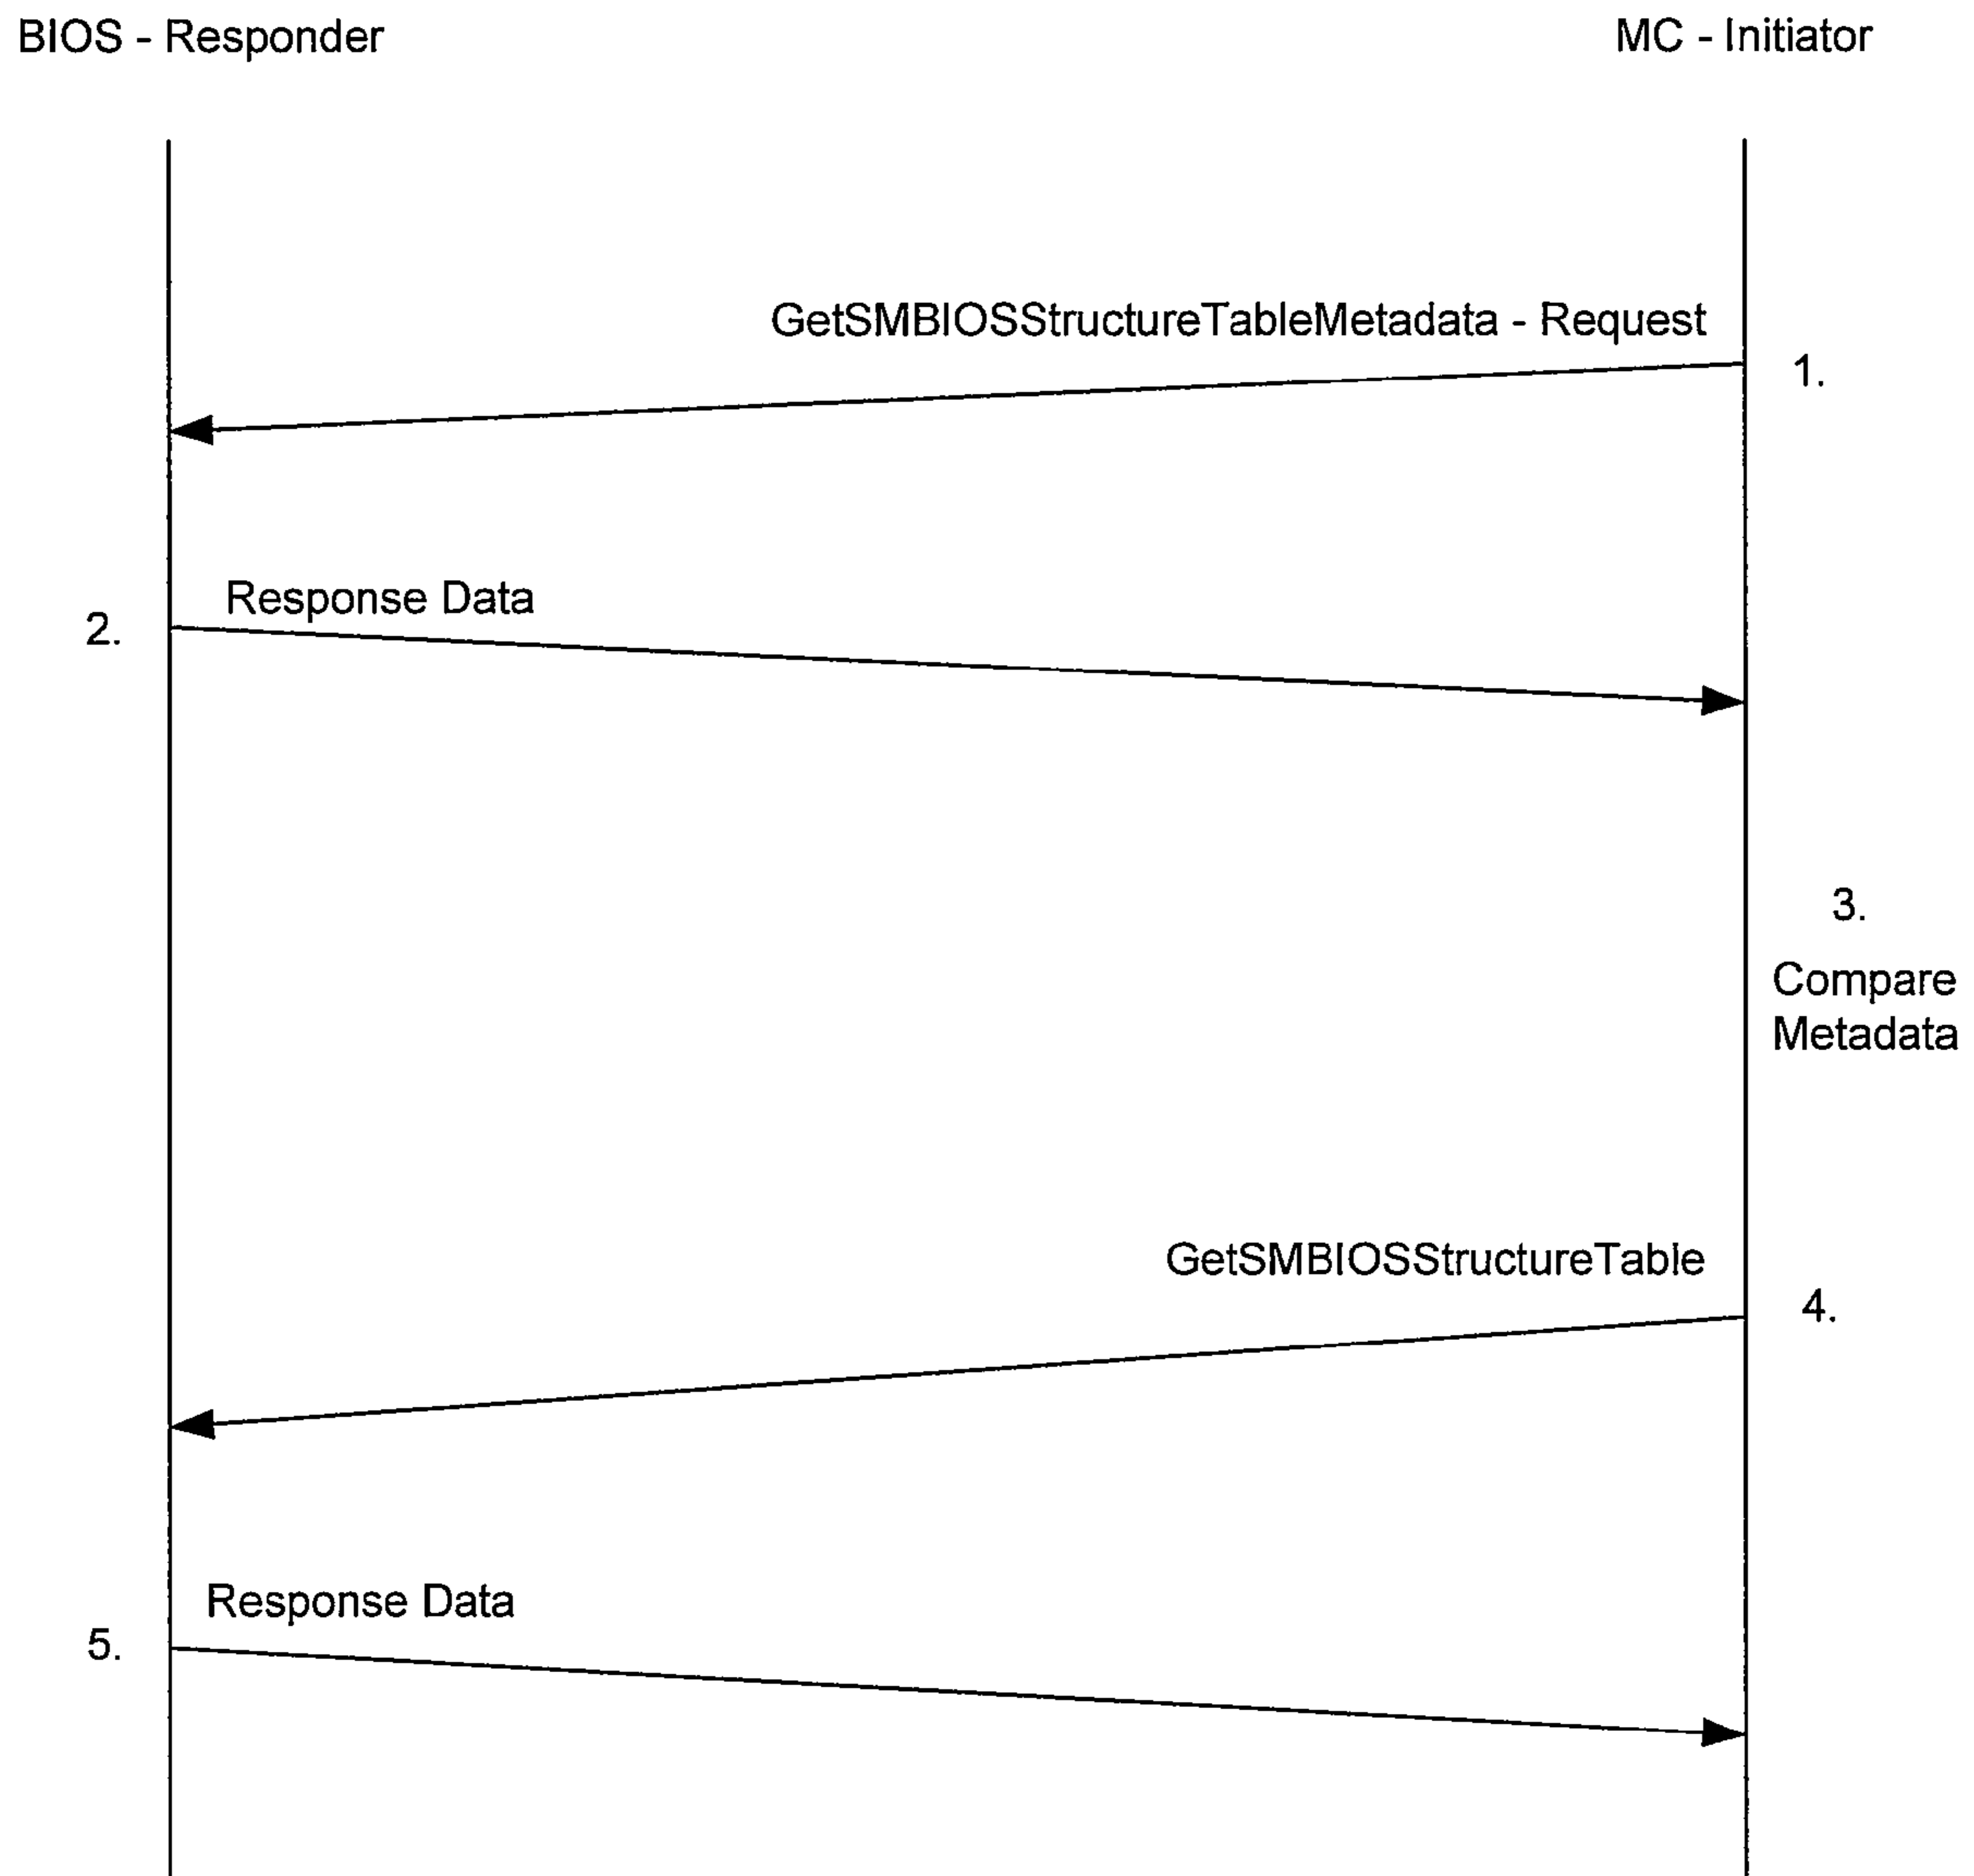 BIOS - Responder
MC - Initiator
GetSMBIOSStructureTableMetadata - Request
1.
Response Data
2.
3.
Compare
Metadata
GetSMBIOSStructureTable
4.
Response Data
5.